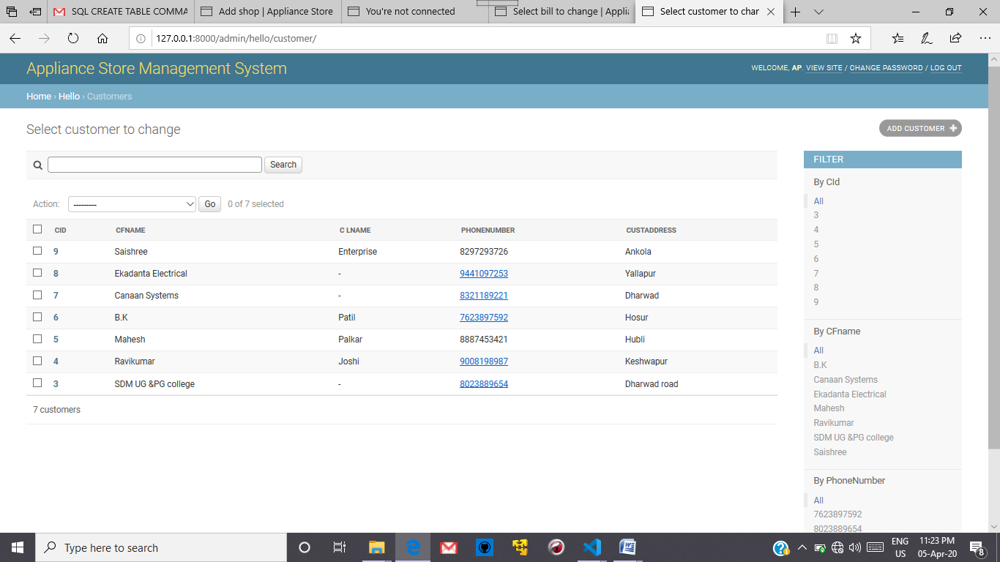 SQL CREATE TABLE COMMA
Add shop | Appliance Store
You're not connected
Select bill to change | Appli
Select customer to char
127.0.0.1:8000/admin/hello/customer/
Appliance Store Management System
WELCOME, AP. VIEW SITE / CHANGE PASSWORD / LOG OUT
Home › Hello › Customers
Select customer to change
ADD CUSTOMER +
Search
Action: --------- Go 0 of 7 selected
CID CFNAME C LNAME PHONENUMBER CUSTADDRESS
9 Saishree Enterprise 8297293726 Ankola
8 Ekadanta Electrical - 9441097253 Yallapur
7 Canaan Systems - 8321189221 Dharwad
6 B.K Patil 7623897592 Hosur
5 Mahesh Palkar 8887453421 Hubli
4 Ravikumar Joshi 9008198987 Keshwapur
3 SDM UG &PG college - 8023889654 Dharwad road
7 customers
FILTER
By CId
All
3
4
5
6
7
8
9
By CFname
All
B.K
Canaan Systems
Ekadanta Electrical
Mahesh
Ravikumar
SDM UG &PG college
Saishree
By PhoneNumber
All
7623897592
8023889654
Type here to search
ENG
US
11:23 PM
05-Apr-20
8